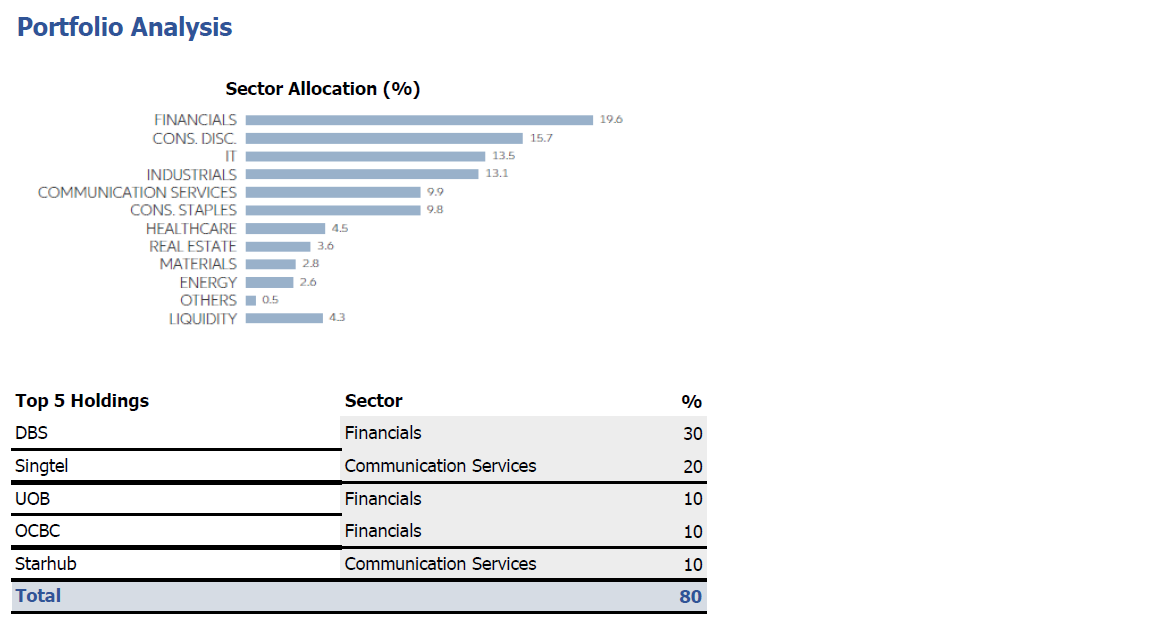 Portfolio Analysis
Sector Allocation (%)
FINANCIALS 19.6
CONS. DISC. 15.7
IT 13.5
INDUSTRIALS 13.1
COMMUNICATION SERVICES 9.9
CONS. STAPLES 9.8
HEALTHCARE 4.5
REAL ESTATE 3.6
MATERIALS 2.8
ENERGY 2.6
OTHERS 0.5
LIQUIDITY 4.3
Top 5 Holdings Sector %
DBS Financials 30
Singtel Communication Services 20
UOB Financials 10
OCBC Financials 10
Starhub Communication Services 10
Total 80